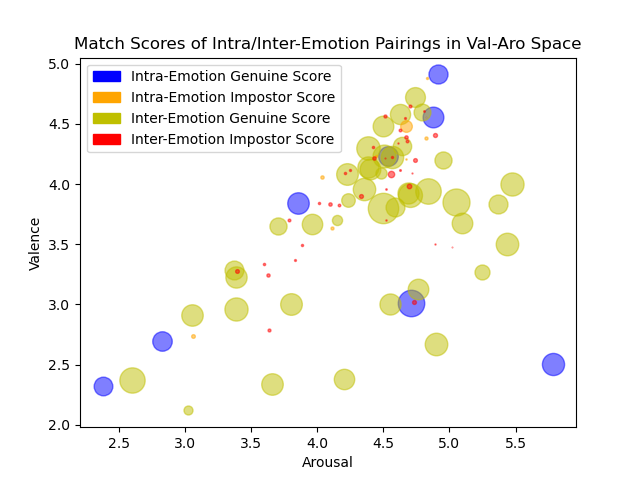 Match Scores of Intra/Inter-Emotion Pairings in Val-Aro Space
Intra-Emotion Genuine Score
Intra-Emotion Impostor Score
Inter-Emotion Genuine Score
Inter-Emotion Impostor Score
5.0
4.5
4.0
3.5
3.0
2.5
2.0
Valence
2.5 3.0 3.5 4.0 4.5 5.0 5.5
Arousal